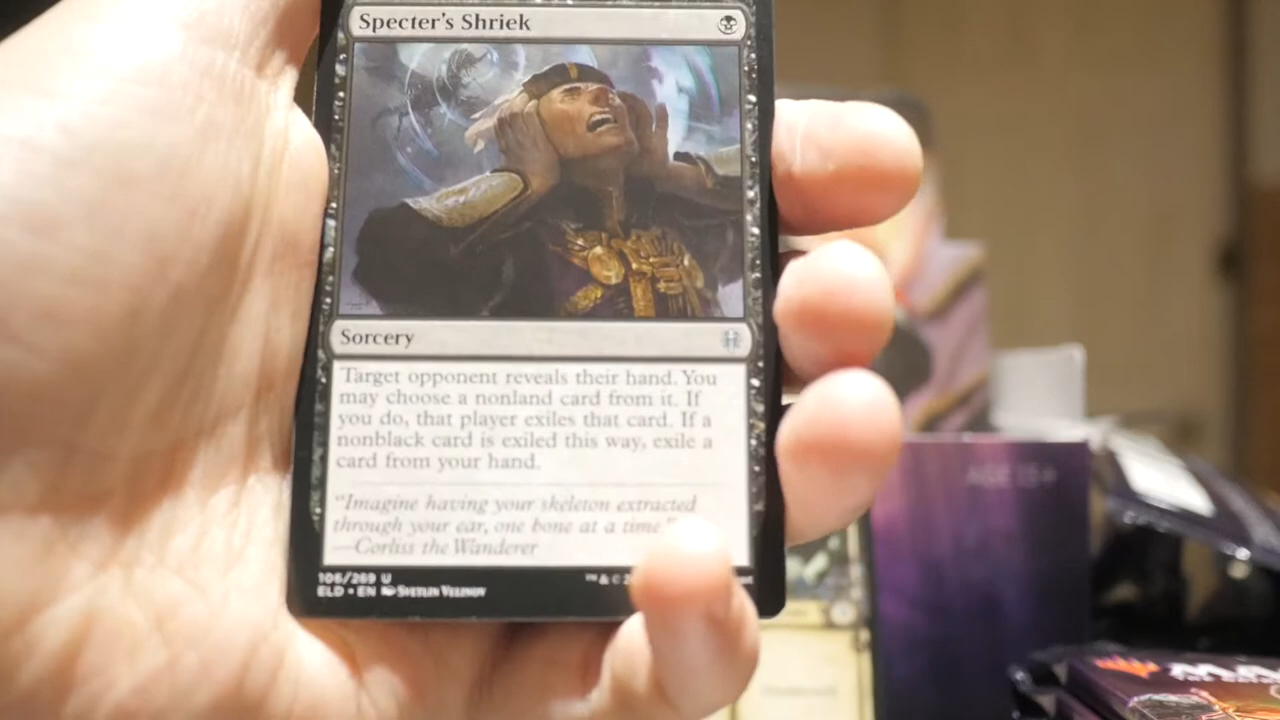 Specter's Shriek
Sorcery
Target opponent reveals their hand. You
may choose a nonland card from it. If
you do, that player exiles that card. If a
nonblack card is exiled this way, exile a
card from your hand.
"Imagine having your skeleton extracted
through your ear, one bone at a time."
—Corliss the Wanderer
106/269 U
ELD • EN Svetlin Velinov
™ & ©
AGE 13+